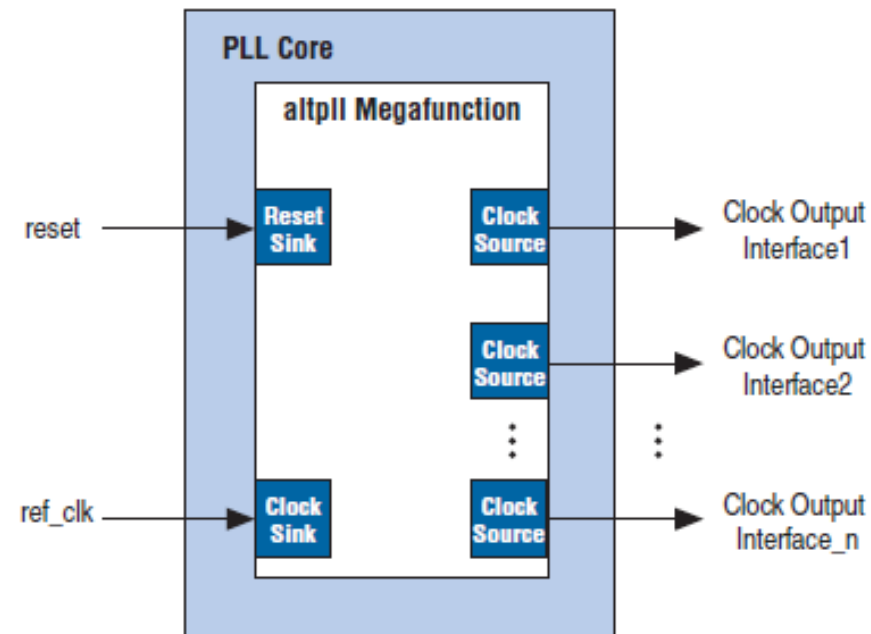 PLL Core
altpll Megafunction
reset
Reset
Sink
Clock
Source
Clock Output
Interface1
Clock
Source
Clock Output
Interface2
ref_clk
Clock
Sink
Clock
Source
Clock Output
Interface_n